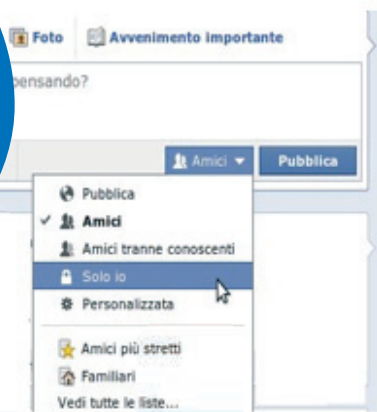 Foto Avvenimento importante
pensando?
Amici Pubblica
Pubblica
Amici
Amici tranne conoscenti
Solo io
Personalizzata
Amici più stretti
Familiari
Vedi tutte le liste...